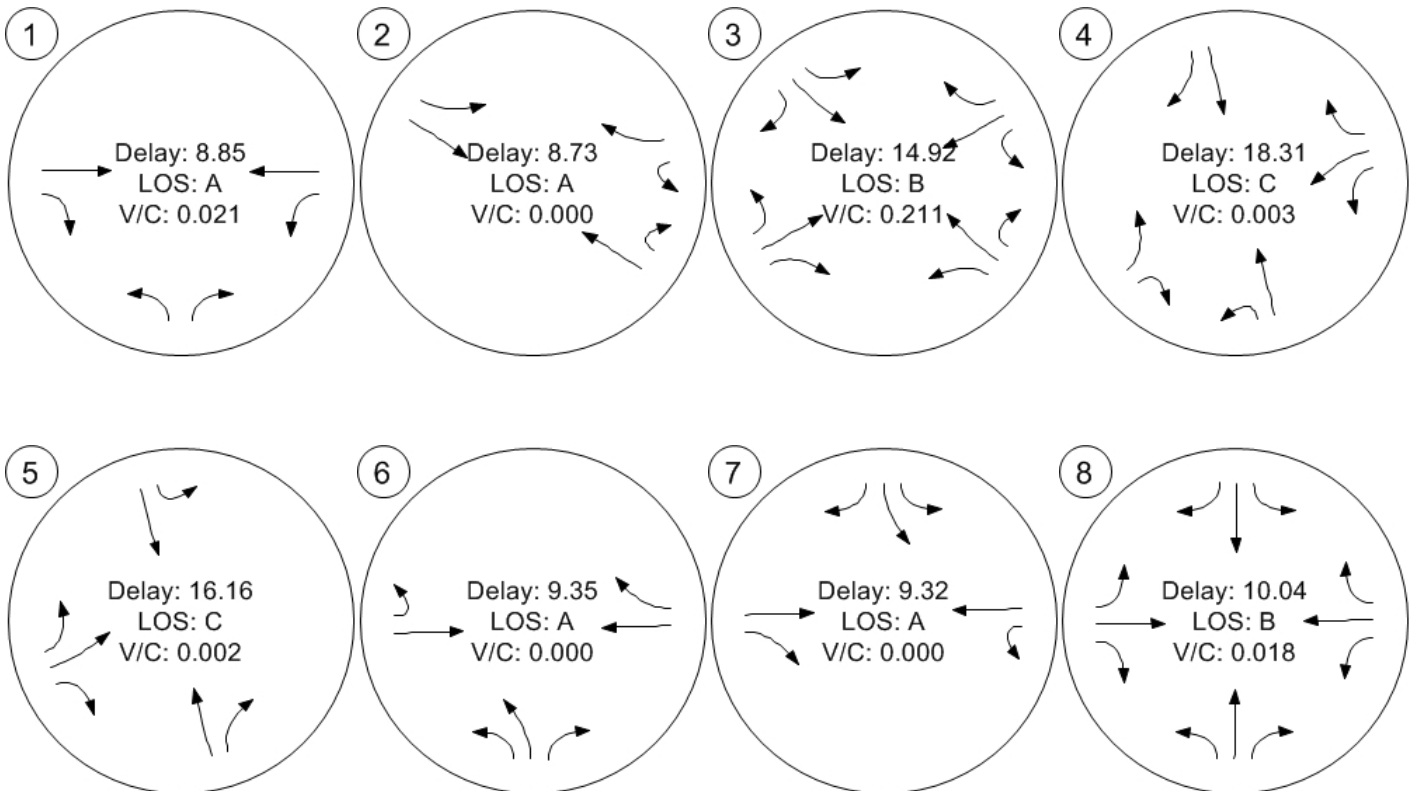 1
Delay: 8.85
LOS: A
V/C: 0.021
2
Delay: 8.73
LOS: A
V/C: 0.000
3
Delay: 14.92
LOS: B
V/C: 0.211
4
Delay: 18.31
LOS: C
V/C: 0.003
5
Delay: 16.16
LOS: C
V/C: 0.002
6
Delay: 9.35
LOS: A
V/C: 0.000
7
Delay: 9.32
LOS: A
V/C: 0.000
8
Delay: 10.04
LOS: B
V/C: 0.018